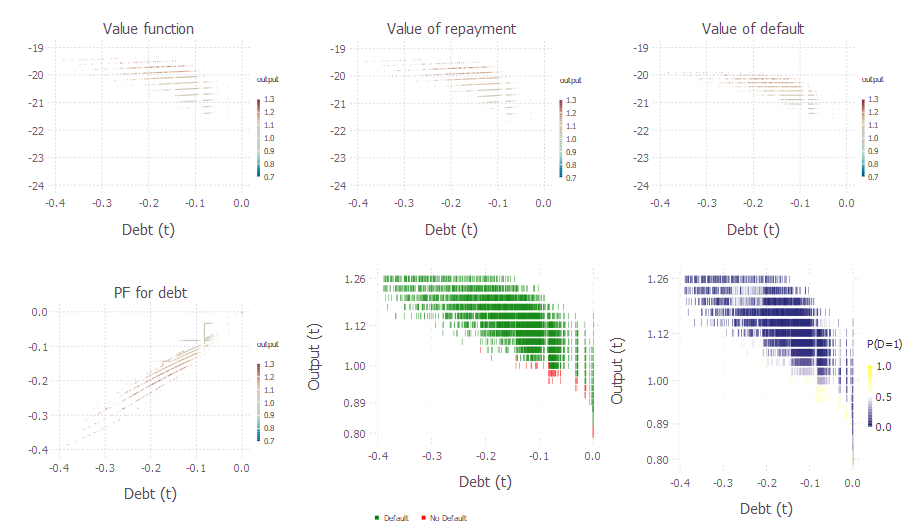 Value function
-19
-20
-21
-22
-23
-24
-0.4 -0.3 -0.2 -0.1 0.0
Debt (t)
output
1.3
1.2
1.1
1.0
0.9
0.8
0.7
Value of repayment
-19
-20
-21
-22
-23
-24
-0.4 -0.3 -0.2 -0.1 0.0
Debt (t)
output
1.3
1.2
1.1
1.0
0.9
0.8
0.7
Value of default
-19
-20
-21
-22
-23
-24
-0.4 -0.3 -0.2 -0.1 0.0
Debt (t)
output
1.3
1.2
1.1
1.0
0.9
0.8
0.7
PF for debt
0.0
-0.1
-0.2
-0.3
-0.4
-0.4 -0.3 -0.2 -0.1 0.0
Debt (t)
output
1.3
1.2
1.1
1.0
0.9
0.8
0.7
Output (t)
1.26
1.12
1.00
0.89
0.80
-0.4 -0.3 -0.2 -0.1 0.0
Debt (t)
Default No Default
Output (t)
1.26
1.12
1.00
0.89
0.80
-0.4 -0.3 -0.2 -0.1 0.0
Debt (t)
P(D=1)
1.0
0.5
0.0